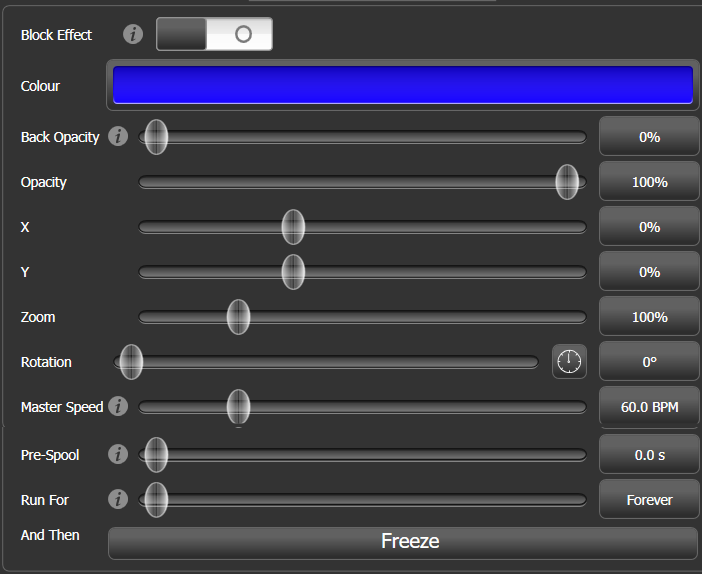 Block Effect
Colour
Back Opacity 0%
Opacity 100%
X 0%
Y 0%
Zoom 100%
Rotation 0°
Master Speed 60.0 BPM
Pre-Spool 0.0 s
Run For Forever
And Then Freeze